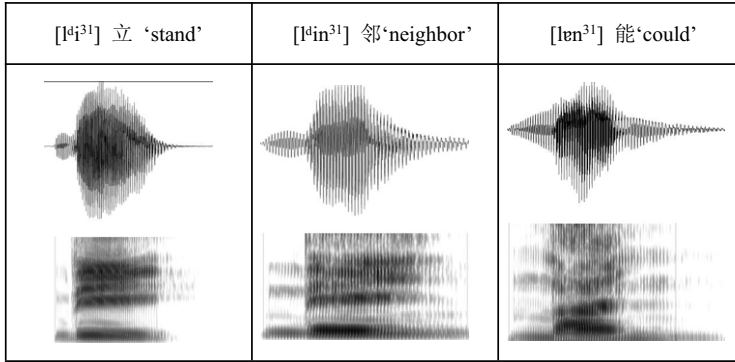 [lᵈi³¹] 立 ‘stand’
[lᵈin³¹] 邻‘neighbor’
[lɐn³¹] 能‘could’